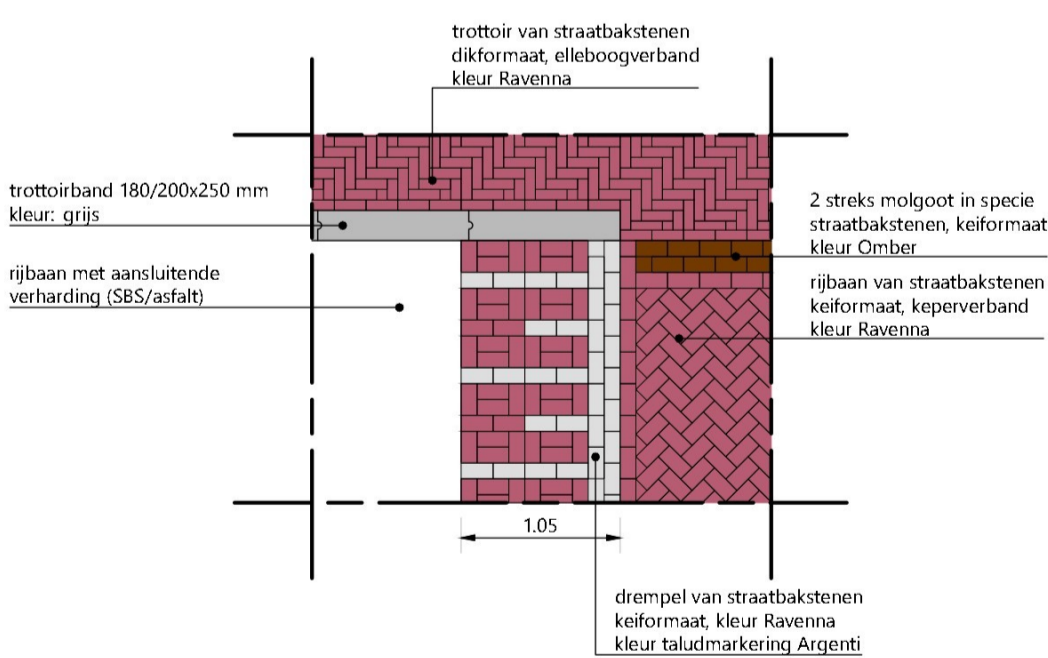 trottoir van straatbakstenen
dikformaat, elleboogverband
kleur Ravenna
trottoirband 180/200x250 mm
kleur: grijs
2 streks molgoot in specie
straatbakstenen, keiformaat
kleur Omber
rijbaan met aansluitende
verharding (SBS/asfalt)
rijbaan van straatbakstenen
keiformaat, keperverband
kleur Ravenna
1.05
drempel van straatbakstenen
keiformaat, kleur Ravenna
kleur taludmarkering Argenti